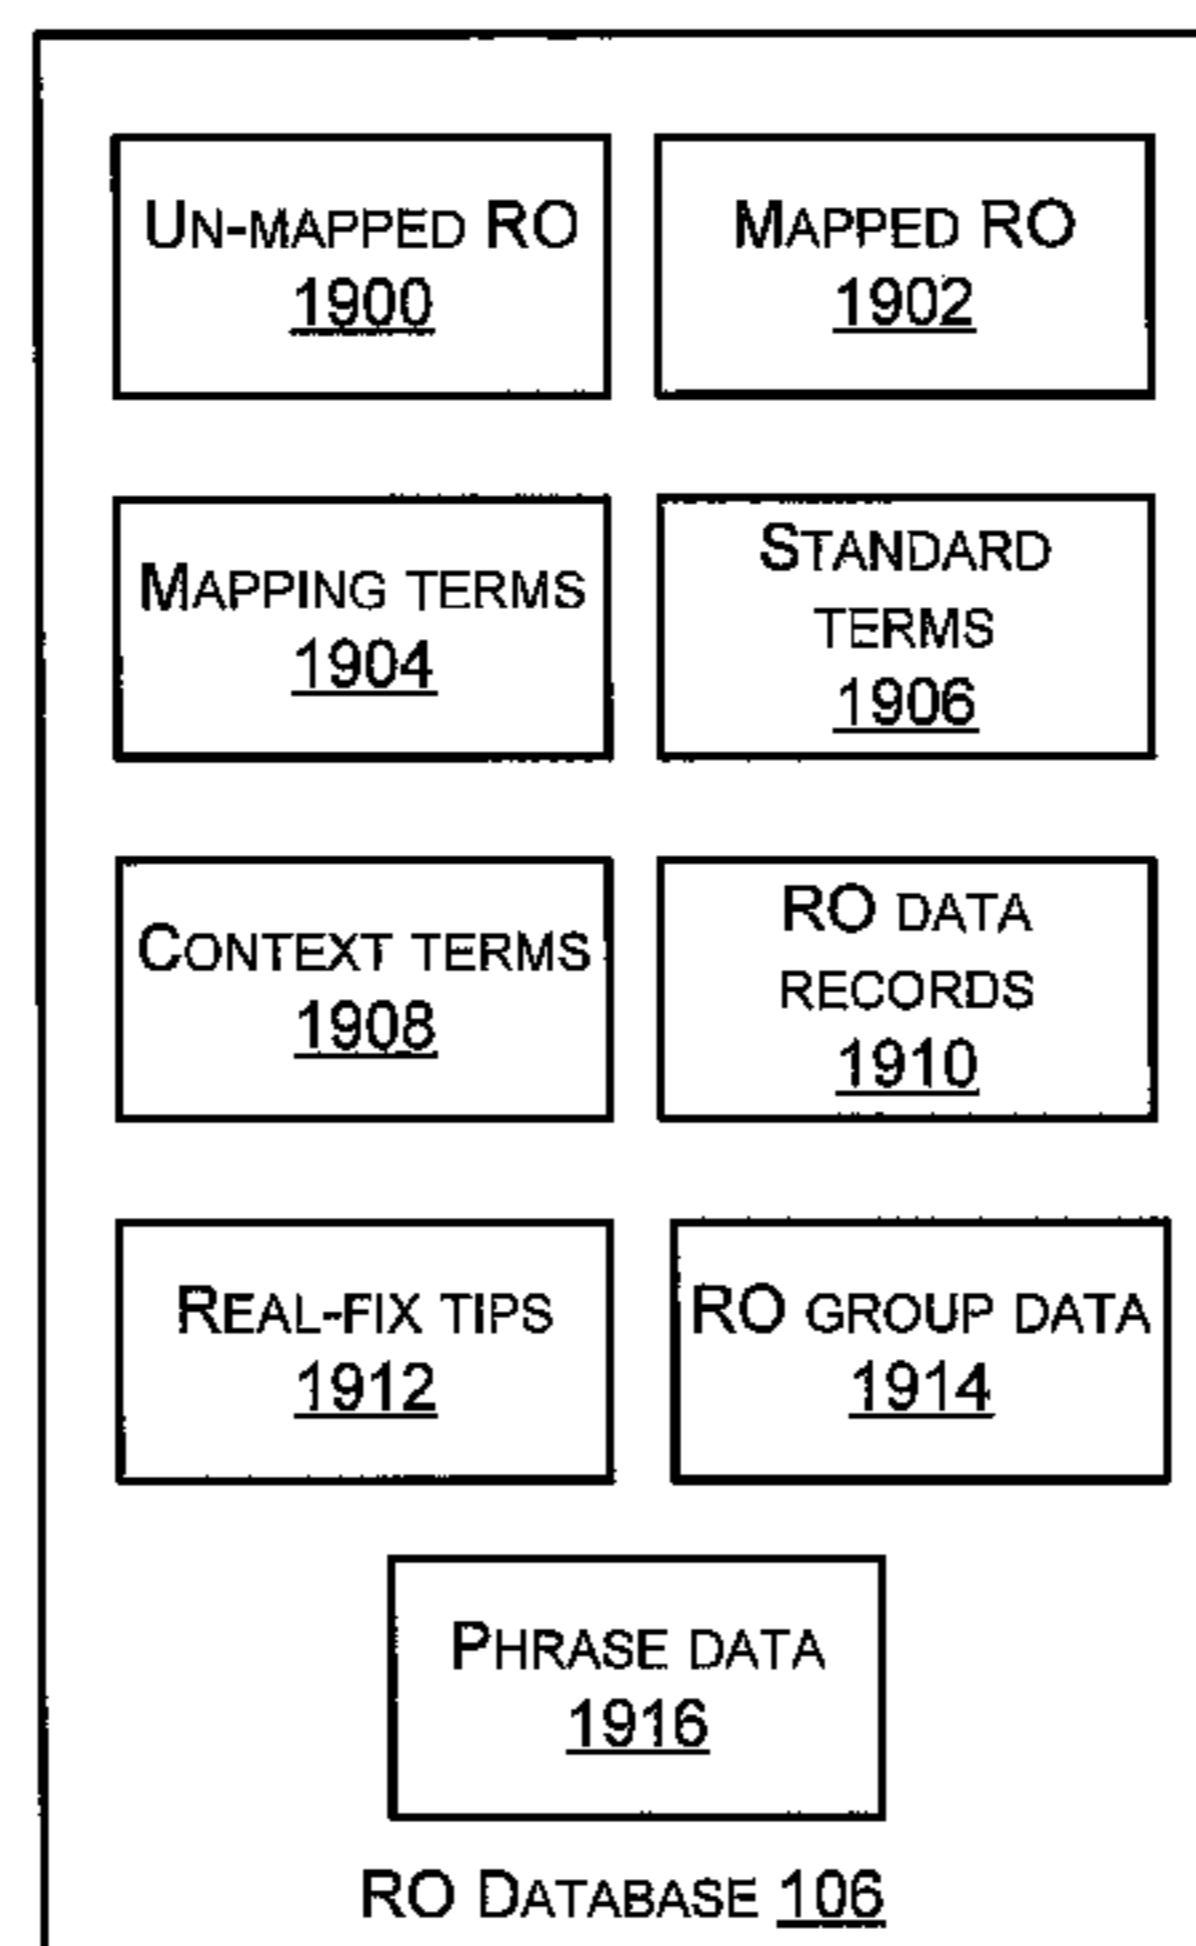 UN-MAPPED RO
1900
MAPPED RO
1902
MAPPING TERMS
1904
STANDARD
TERMS
1906
CONTEXT TERMS
1908
RO DATA
RECORDS
1910
REAL-FIX TIPS
1912
RO GROUP DATA
1914
PHRASE DATA
1916
RO DATABASE 106